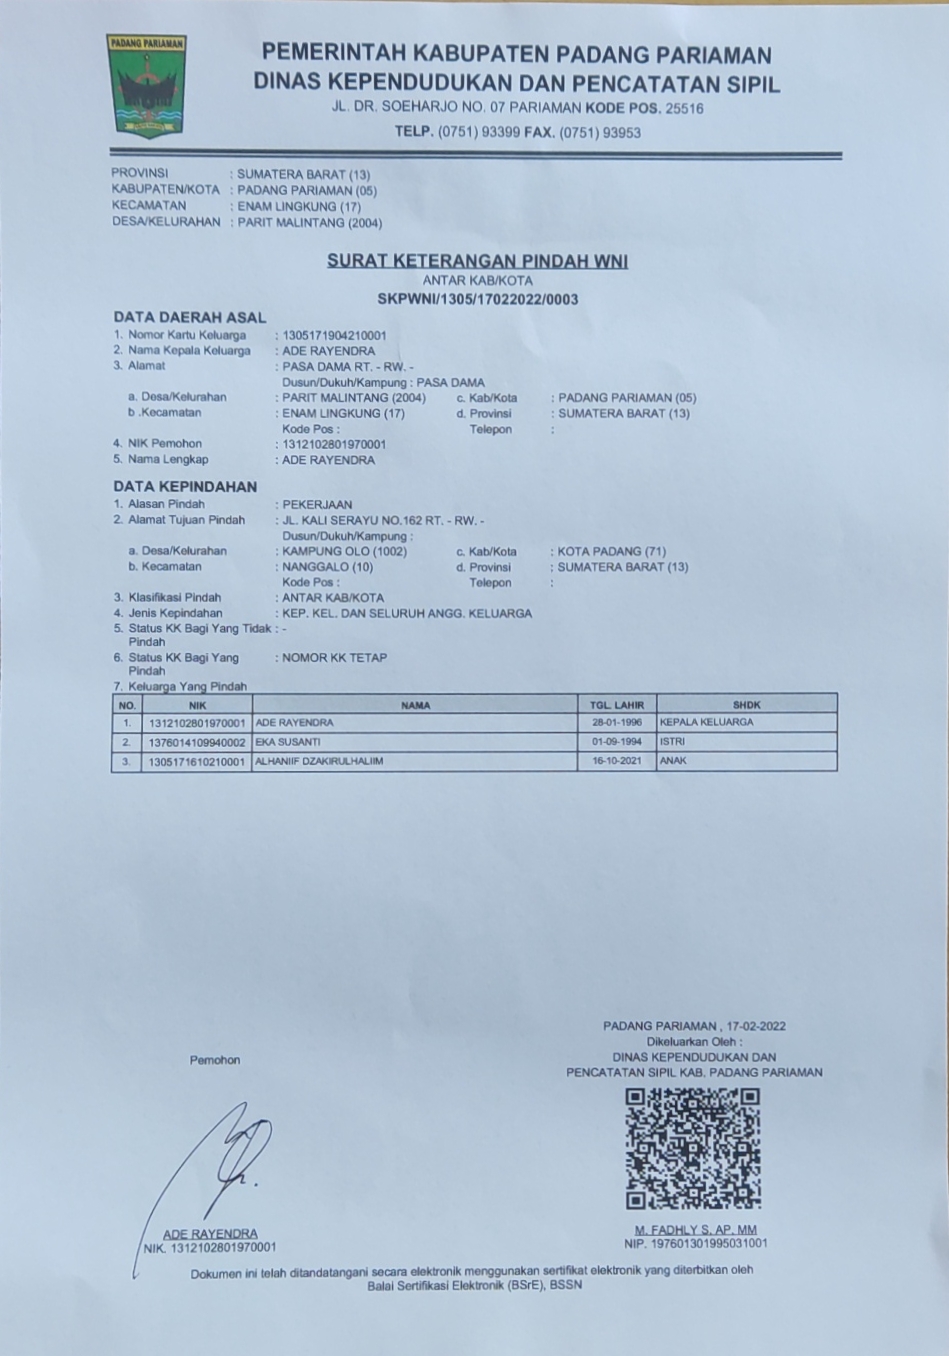 PADANG PARIAMAN
PEMERINTAH KABUPATEN PADANG PARIAMAN
DINAS KEPENDUDUKAN DAN PENCATATAN SIPIL
JL. DR. SOEHARJO NO. 07 PARIAMAN KODE POS. 25516
TELP. (0751) 93399 FAX. (0751) 93953
PROVINSI : SUMATERA BARAT (13)
KABUPATEN/KOTA : PADANG PARIAMAN (05)
KECAMATAN : ENAM LINGKUNG (17)
DESA/KELURAHAN : PARIT MALINTANG (2004)
SURAT KETERANGAN PINDAH WNI
ANTAR KAB/KOTA
SKPWNI/1305/17022022/0003
DATA DAERAH ASAL
1. Nomor Kartu Keluarga : 1305171904210001
2. Nama Kepala Keluarga : ADE RAYENDRA
3. Alamat : PASA DAMA RT. - RW. -
Dusun/Dukuh/Kampung : PASA DAMA
a. Desa/Kelurahan : PARIT MALINTANG (2004) c. Kab/Kota : PADANG PARIAMAN (05)
b .Kecamatan : ENAM LINGKUNG (17) d. Provinsi : SUMATERA BARAT (13)
Kode Pos : Telepon :
4. NIK Pemohon : 1312102801970001
5. Nama Lengkap : ADE RAYENDRA
DATA KEPINDAHAN
1. Alasan Pindah : PEKERJAAN
2. Alamat Tujuan Pindah : JL. KALI SERAYU NO.162 RT. - RW. -
Dusun/Dukuh/Kampung :
a. Desa/Kelurahan : KAMPUNG OLO (1002) c. Kab/Kota : KOTA PADANG (71)
b. Kecamatan : NANGGALO (10) d. Provinsi : SUMATERA BARAT (13)
Kode Pos : Telepon :
3. Klasifikasi Pindah : ANTAR KAB/KOTA
4. Jenis Kepindahan : KEP. KEL. DAN SELURUH ANGG. KELUARGA
5. Status KK Bagi Yang Tidak : -
Pindah
6. Status KK Bagi Yang : NOMOR KK TETAP
Pindah
7. Keluarga Yang Pindah
NO. NIK NAMA TGL. LAHIR SHDK
1. 1312102801970001 ADE RAYENDRA 28-01-1996 KEPALA KELUARGA
2. 1376014109940002 EKA SUSANTI 01-09-1994 ISTRI
3. 1305171610210001 ALHANIIF DZAKIRULHALIIM 16-10-2021 ANAK
PADANG PARIAMAN , 17-02-2022
Dikeluarkan Oleh :
Pemohon
DINAS KEPENDUDUKAN DAN
PENCATATAN SIPIL KAB. PADANG PARIAMAN
ADE RAYENDRA
NIK. 1312102801970001
M. FADHLY S. AP. MM
NIP. 197601301995031001
Dokumen ini telah ditandatangani secara elektronik menggunakan sertifikat elektronik yang diterbitkan oleh
Balai Sertifikasi Elektronik (BSrE), BSSN